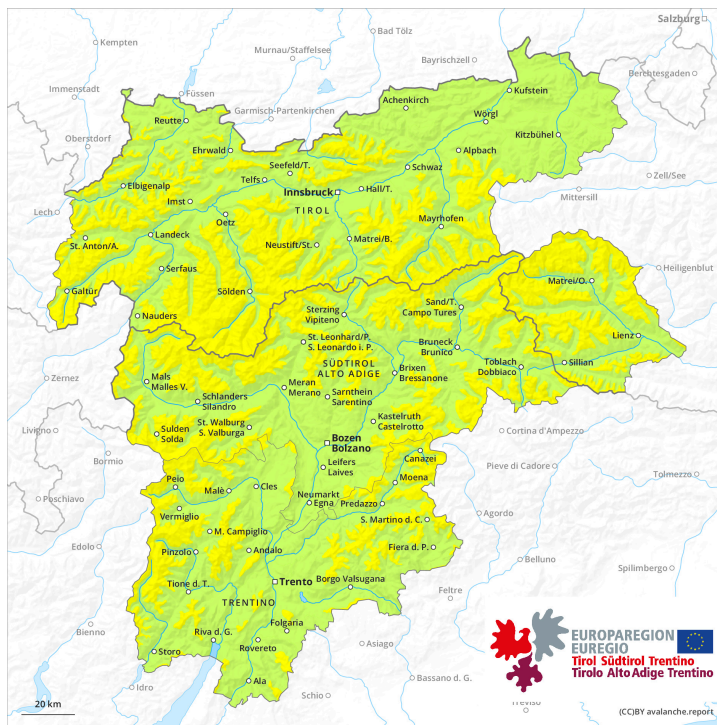 Salzburg
Bad Tölz
Kempten
Murnau/Staffelsee
Bayrischzell
Berchtesgaden
Immenstadt
Füssen
Garmisch-Partenkirchen
Achenkirch
Kufstein
Reutte
Wörgl
Kitzbühel
Oberstdorf
Ehrwald
Seefeld/T.
Alpbach
Schwaz
Telfs
Innsbruck
Hall/T.
Zell/See
Elbigenalp
Mittersill
Imst
TIROL
Lech
Oetz
Mayrhofen
St. Anton/A.
Landeck
Neustift/St.
Matrei/B.
Serfaus
Heiligenblut
Galtür
Sölden
Matrei/O.
Nauders
Sand/T.
Campo Tures
Sterzing
Vipiteno
Lienz
St. Leonhard/P.
S. Leonardo i. P.
Bruneck
Brunico
Toblach
Dobbiaco
Sillian
SÜDTIROL
ALTO ADIGE
Brixen
Bressanone
Zernez
Mals
Malles V.
Meran
Merano
Sarnthein
Sarentino
Schlanders
Silandro
St. Walburg
S. Valburga
Kastelruth
Castelrotto
Livigno
Sulden
Solda
Cortina d'Ampezzo
Bozen
Bolzano
Bormio
Canazei
Leifers
Laives
Pieve di Cadore
Tolmezzo
Peio
Malè
Cles
Moena
Poschiavo
Neumarkt
Egna
Predazzo
Vermiglio
Agordo
S. Martino d. C.
M. Campiglio
Edolo
Pinzolo
Andalo
Fiera d. P.
Belluno
Spilimbergo
Tione d. T.
Trento
Borgo Valsugana
Feltre
TRENTINO
Folgaria
Bienno
Riva d. G.
Rovereto
Asiago
Storo
Bassano d. G.
Ala
Idro
Schio
Treviso
EUROPAREGION
EUREGIO
Tirol Südtirol Trentino
Tirolo Alto Adige Trentino
20 km
(CC)BY avalanche.report